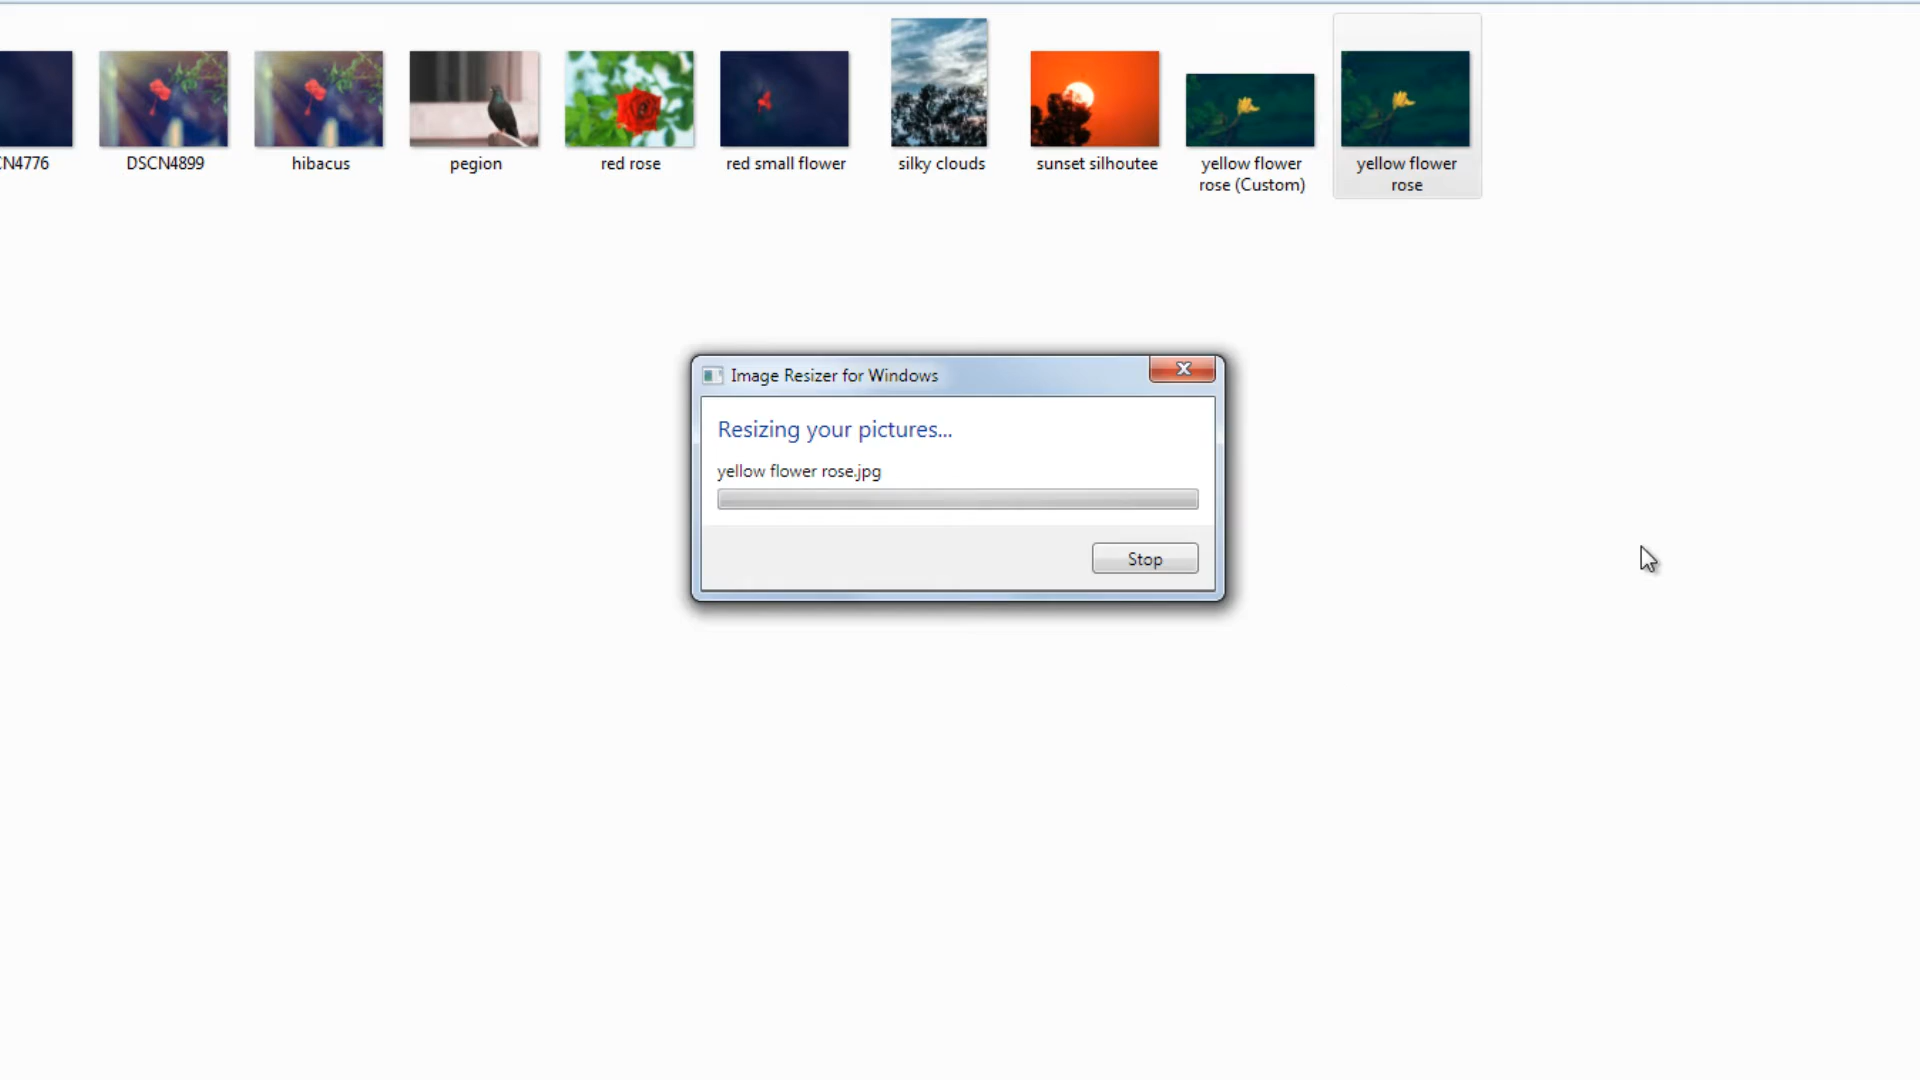 CN4776
DSCN4899
hibacus
pegion
red rose
red small flower
silky clouds
sunset silhoutee
yellow flower
rose (Custom)
yellow flower
rose
Image Resizer for Windows
Resizing your pictures...
yellow flower rose.jpg
Stop